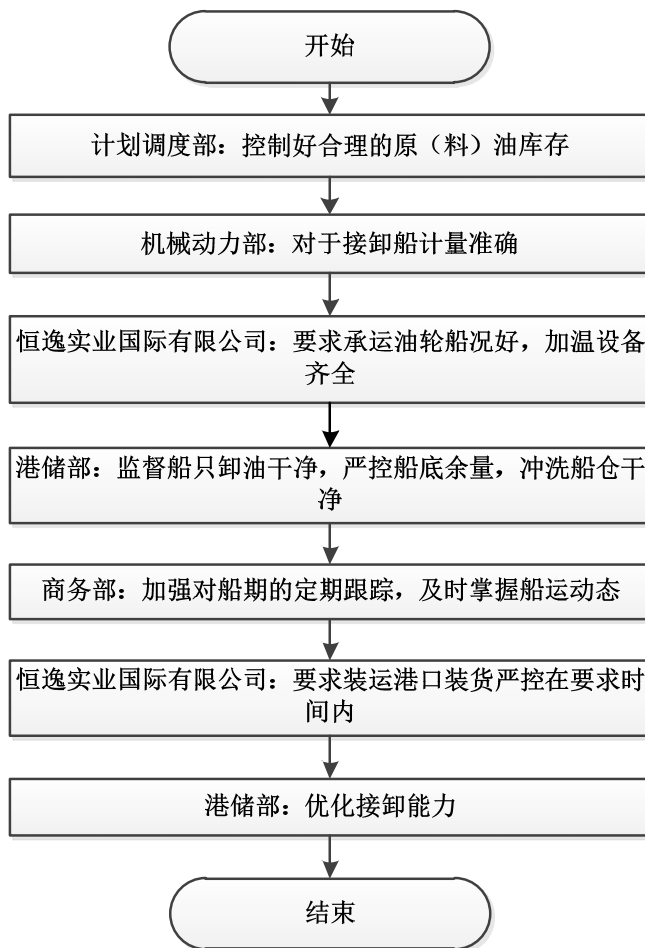 开始
计划调度部：控制好合理的原（料）油库存
机械动力部：对于接卸船计量准确
恒逸实业国际有限公司：要求承运油轮船况好，加温设备
齐全
港储部：监督船只卸油干净，严控船底余量，冲洗船仓干
净
商务部：加强对船期的定期跟踪，及时掌握船运动态
恒逸实业国际有限公司：要求装运港口装货严控在要求时
间内
港储部：优化接卸能力
结束